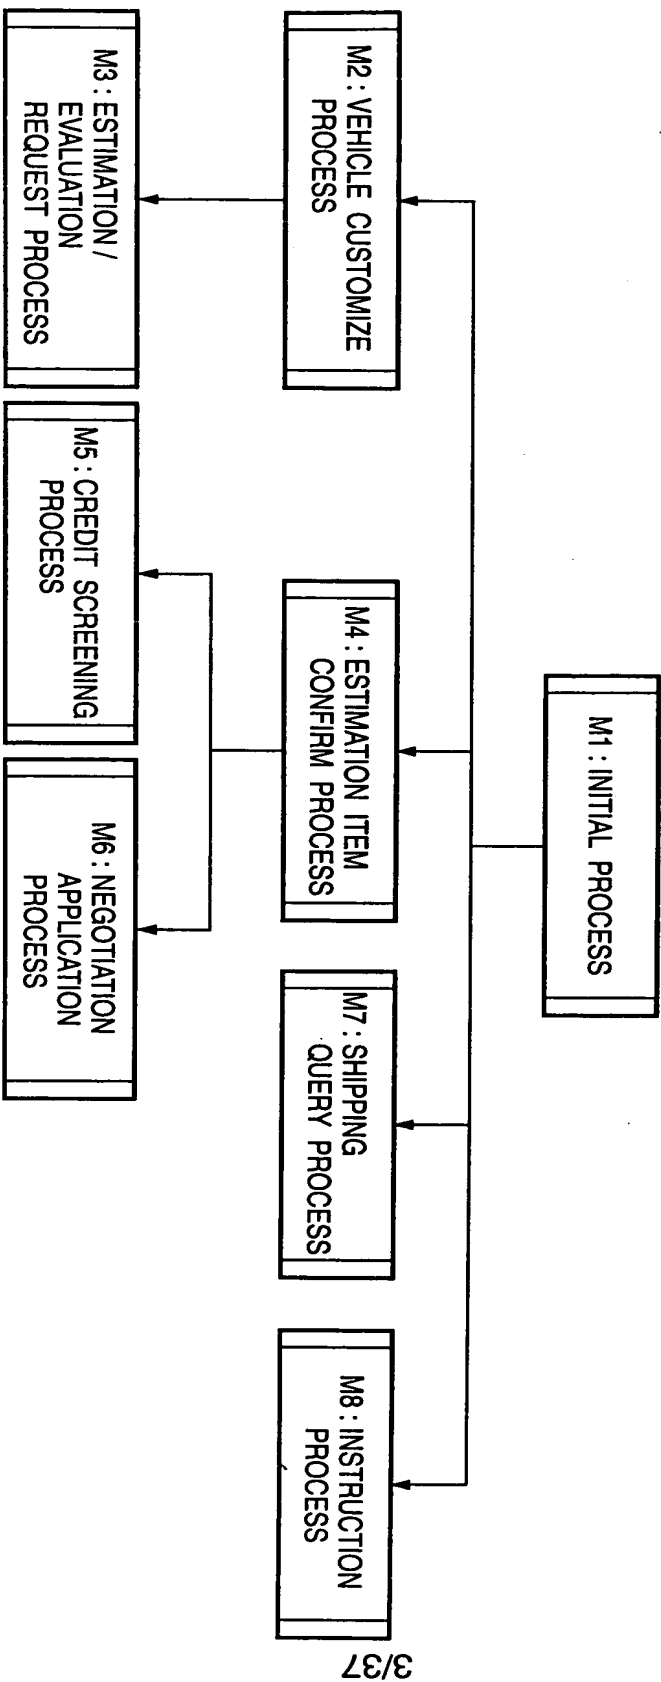 M1 : INITIAL PROCESS
M2 : VEHICLE CUSTOMIZE
PROCESS
M4 : ESTIMATION ITEM
CONFIRM PROCESS
M7 : SHIPPING
QUERY PROCESS
M8 : INSTRUCTION
PROCESS
M3 : ESTIMATION /
EVALUATION
REQUEST PROCESS
M5 : CREDIT SCREENING
PROCESS
M6 : NEGOTIATION
APPLICATION
PROCESS
3/37